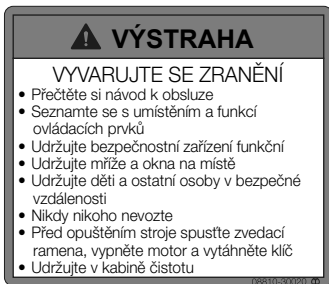 VÝSTRAHA
VYVARUJTE SE ZRANĚNÍ
• Přečtěte si návod k obsluze
• Seznamte se s umístěním a funkcí
ovládacích prvků
• Udržujte bezpečnostní zařízení funkční
• Udržujte mříže a okna na místě
• Udržujte děti a ostatní osoby v bezpečné
vzdálenosti
• Nikdy nikoho nevozte
• Před opuštěním stroje spusťte zvedací
ramena, vypněte motor a vytáhněte klíč
• Udržujte v kabině čistotu
08810-30020